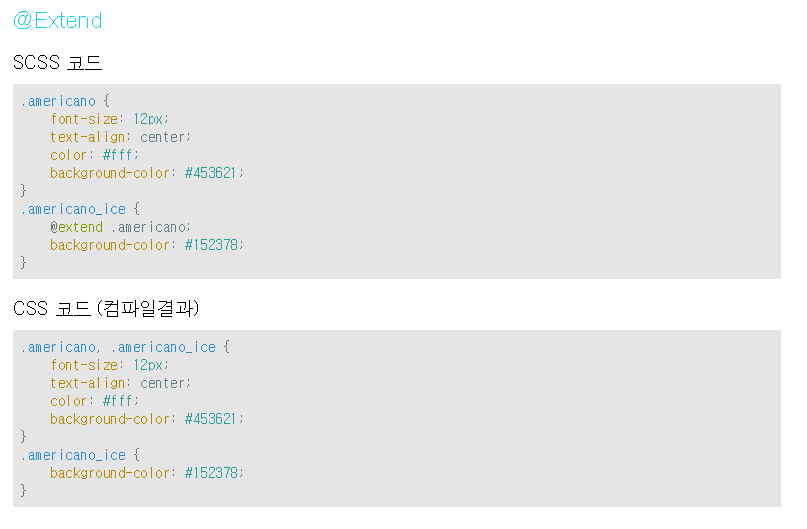 @Extend
SCSS 코드
.americano {
    font-size: 12px;
    text-align: center;
    color: #fff;
    background-color: #453621;
}
.americano_ice {
    @extend .americano;
    background-color: #152378;
}
CSS 코드 (컴파일결과)
.americano, .americano_ice {
    font-size: 12px;
    text-align: center;
    color: #fff;
    background-color: #453621;
}
.americano_ice {
    background-color: #152378;
}